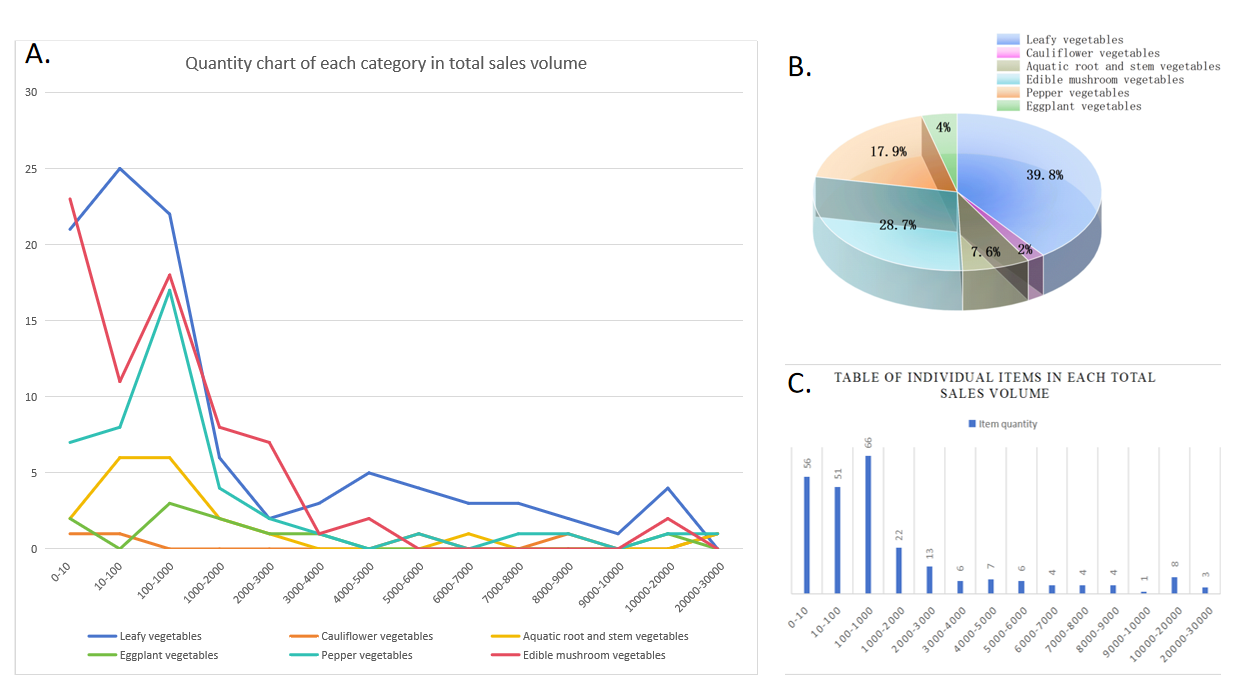 A.
Quantity chart of each category in total sales volume
30
25
20
15
10
5
0
0-10
10-100
100-1000
1000-2000
2000-3000
3000-4000
4000-5000
5000-6000
6000-7000
7000-8000
8000-9000
9000-10000
10000-20000
20000-30000
Leafy vegetables
Cauliflower vegetables
Aquatic root and stem vegetables
Eggplant vegetables
Pepper vegetables
Edible mushroom vegetables
B.
Leafy vegetables
Cauliflower vegetables
Aquatic root and stem vegetables
Edible mushroom vegetables
Pepper vegetables
Eggplant vegetables
4%
17.9%
39.8%
28.7%
7.6%
2%
C.
TABLE OF INDIVIDUAL ITEMS IN EACH TOTAL
SALES VOLUME
Item quantity
56
51
66
22
13
6
7
6
4
4
4
1
8
3
0-10
10-100
100-1000
1000-2000
2000-3000
3000-4000
4000-5000
5000-6000
6000-7000
7000-8000
8000-9000
9000-10000
10000-20000
20000-30000